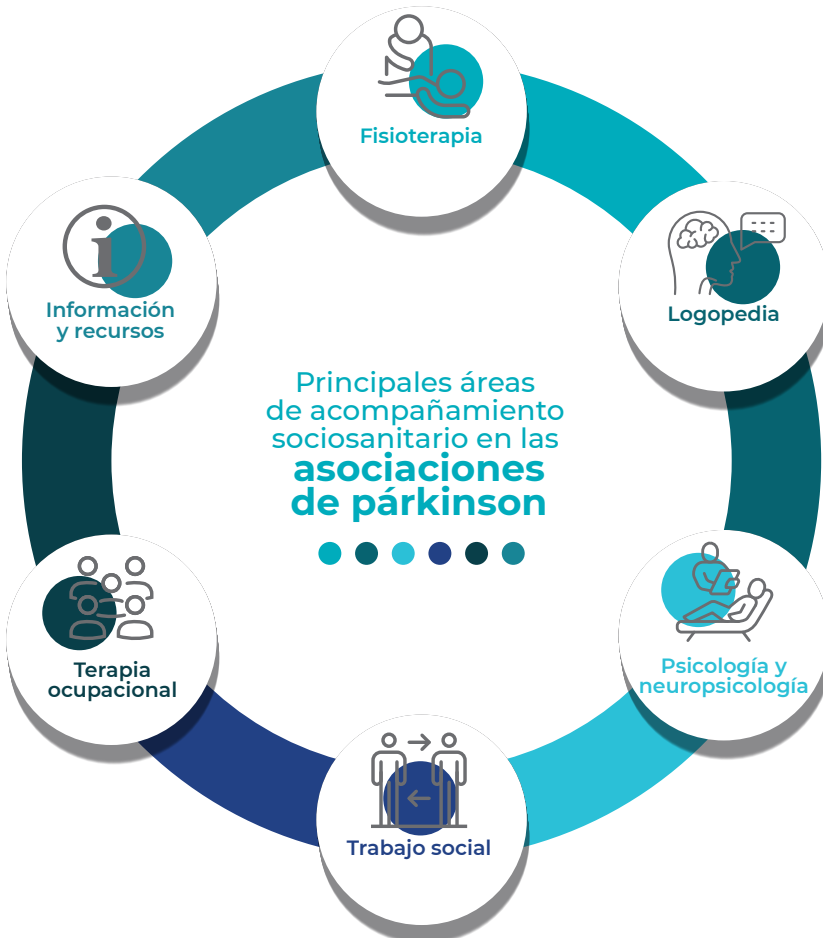 Fisioterapia
Logopedia
Información
y recursos
Principales áreas
de acompañamiento
sociosanitario en las
asociaciones
de párkinson
Terapia
ocupacional
Psicología y
neuropsicología
Trabajo social